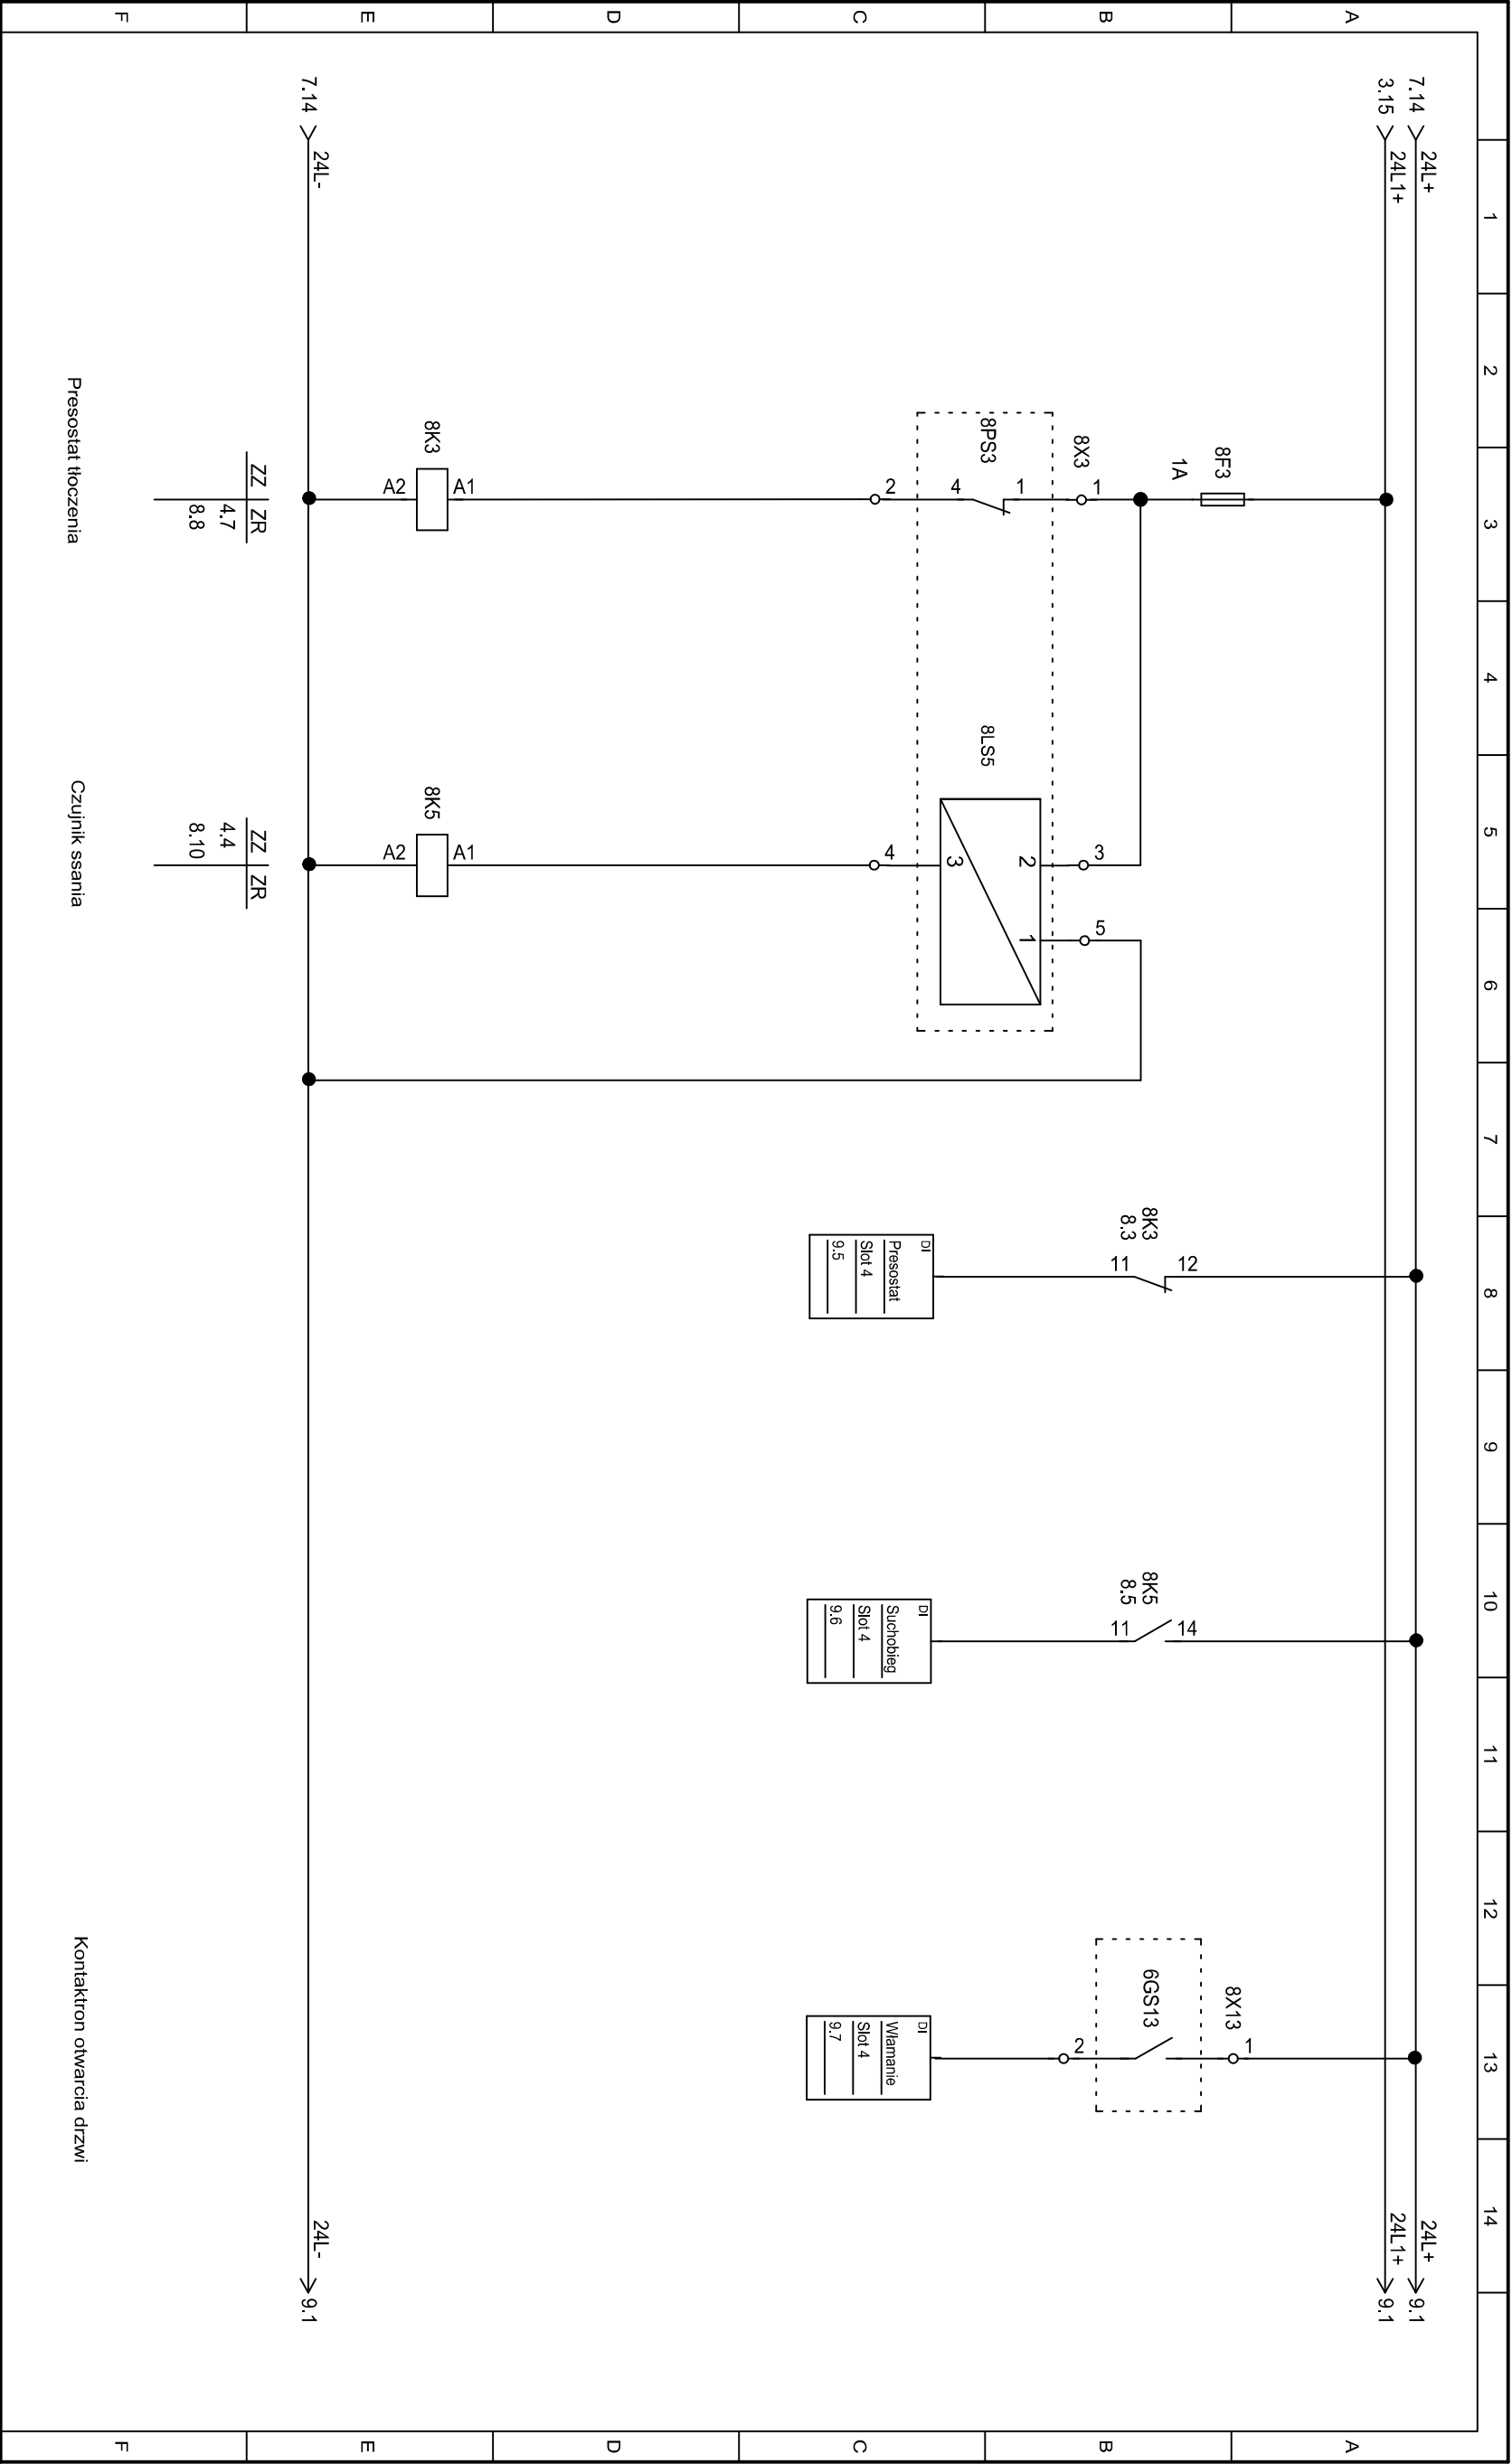 1 2 3 4 5 6 7 8 9 10 11 12 13 14
A A
B B
C C
D D
E E
F F
7.14 24L+ 24L+ 9.1
3.15 24L1+ 24L1+ 9.1
8F3
1A
8X3 1 3 5
8X13 1
8K3
8.3
12
11
8K5
8.5
14
11
6GS13
2
8PS3
1
4
2
8LS5
2 1
3
4
DI
Presostat
Slot 4
9.5
DI
Suchobieg
Slot 4
9.6
DI
Włamanie
Slot 4
9.7
8K3
A1
A2
8K5
A1
A2
7.14 24L- 24L- 9.1
ZZ ZR
4.7
8.8
ZZ ZR
4.4
8.10
Presostat tłoczenia
Czujnik ssania
Kontaktron otwarcia drzwi